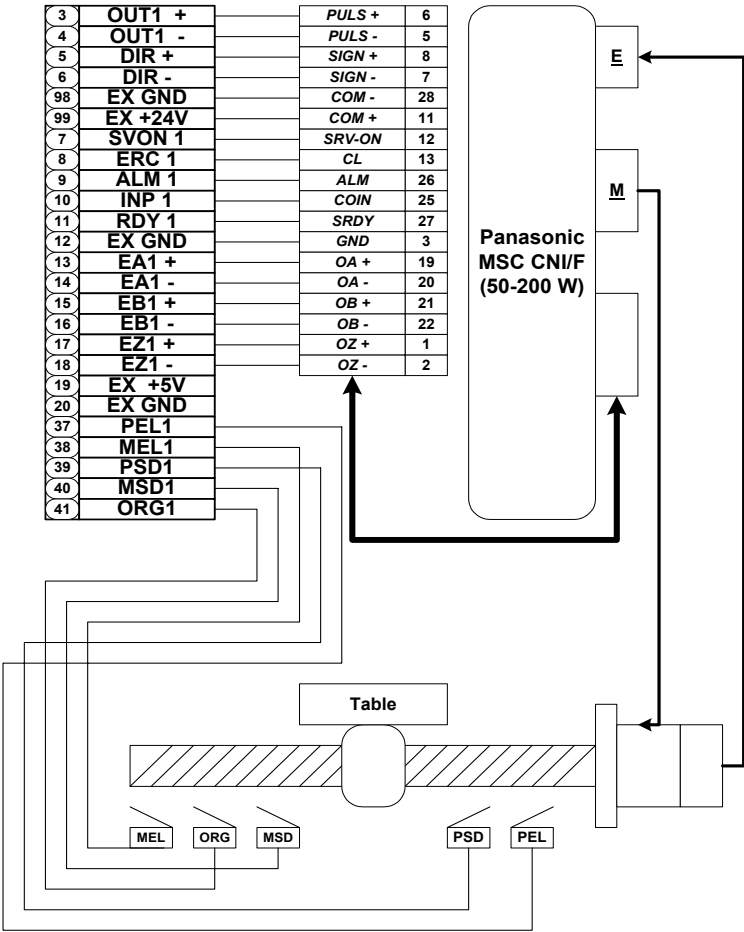 3 OUT1 + PULS + 6
4 OUT1 - PULS - 5
5 DIR + SIGN + 8
6 DIR - SIGN - 7
98 EX GND COM - 28
99 EX +24V COM + 11
7 SVON 1 SRV-ON 12
8 ERC 1 CL 13
9 ALM 1 ALM 26
10 INP 1 COIN 25
11 RDY 1 SRDY 27
12 EX GND GND 3
13 EA1 + OA + 19
14 EA1 - OA - 20
15 EB1 + OB + 21
16 EB1 - OB - 22
17 EZ1 + OZ + 1
18 EZ1 - OZ - 2
19 EX +5V
20 EX GND
37 PEL1
38 MEL1
39 PSD1
40 MSD1
41 ORG1
E
M
Panasonic
MSC CNI/F
(50-200 W)
Table
MEL ORG MSD PSD PEL